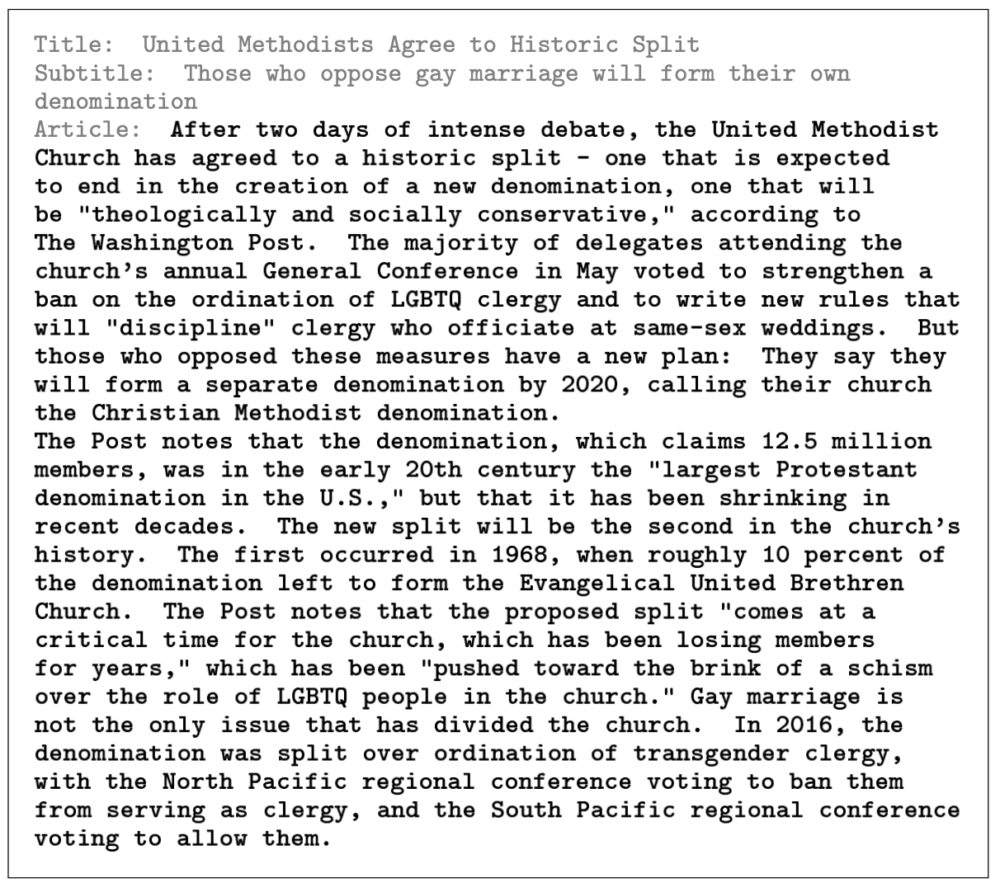 Title: United Methodists Agree to Historic Split
Subtitle: Those who oppose gay marriage will form their own
denomination
Article: After two days of intense debate, the United Methodist
Church has agreed to a historic split - one that is expected
to end in the creation of a new denomination, one that will
be "theologically and socially conservative," according to
The Washington Post. The majority of delegates attending the
church's annual General Conference in May voted to strengthen a
ban on the ordination of LGBTQ clergy and to write new rules that
will "discipline" clergy who officiate at same-sex weddings. But
those who opposed these measures have a new plan: They say they
will form a separate denomination by 2020, calling their church
the Christian Methodist denomination.
The Post notes that the denomination, which claims 12.5 million
members, was in the early 20th century the "largest Protestant
denomination in the U.S.," but that it has been shrinking in
recent decades. The new split will be the second in the church's
history. The first occurred in 1968, when roughly 10 percent of
the denomination left to form the Evangelical United Brethren
Church. The Post notes that the proposed split "comes at a
critical time for the church, which has been losing members
for years," which has been "pushed toward the brink of a schism
over the role of LGBTQ people in the church." Gay marriage is
not the only issue that has divided the church. In 2016, the
denomination was split over ordination of transgender clergy,
with the North Pacific regional conference voting to ban them
from serving as clergy, and the South Pacific regional conference
voting to allow them.